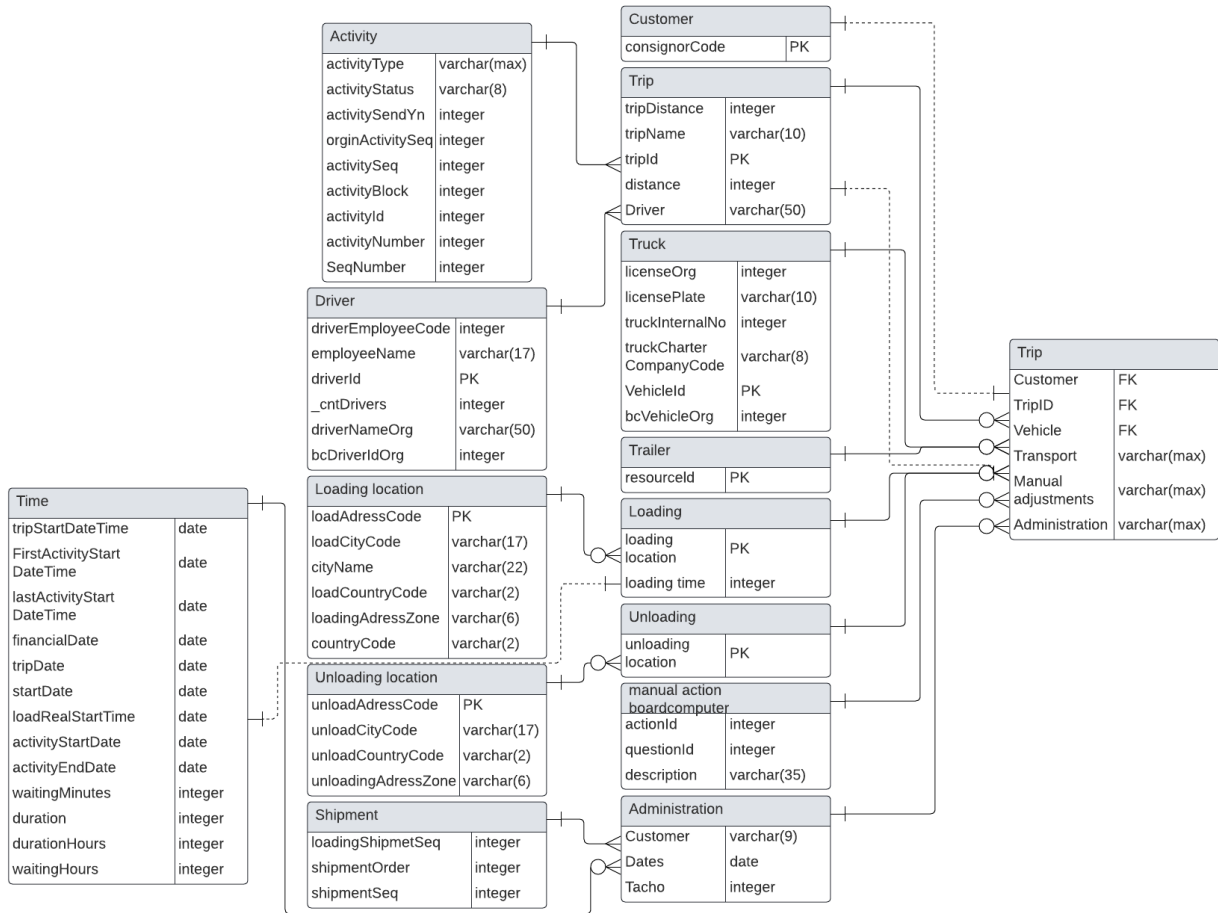 Activity
activityType varchar(max)
activityStatus varchar(8)
activitySendYn integer
orginActivitySeq integer
activitySeq integer
activityBlock integer
activityId integer
activityNumber integer
SeqNumber integer
Driver
driverEmployeeCode integer
employeeName varchar(17)
driverId PK
_cntDrivers integer
driverNameOrg varchar(50)
bcDriverIdOrg integer
Time
tripStartDateTime date
FirstActivityStart
DateTime date
lastActivityStart
DateTime date
financialDate date
tripDate date
startDate date
loadRealStartTime date
activityStartDate date
activityEndDate date
waitingMinutes integer
duration integer
durationHours integer
waitingHours integer
Loading location
loadAdressCode PK
loadCityCode varchar(17)
cityName varchar(22)
loadCountryCode varchar(2)
loadingAdressZone varchar(6)
countryCode varchar(2)
Unloading location
unloadAdressCode PK
unloadCityCode varchar(17)
unloadCountryCode varchar(2)
unloadingAdressZone varchar(6)
Shipment
loadingShipmetSeq integer
shipmentOrder integer
shipmentSeq integer
Customer
consignorCode PK
Trip
tripDistance integer
tripName varchar(10)
tripId PK
distance integer
Driver varchar(50)
Truck
licenseOrg integer
licensePlate varchar(10)
truckInternalNo integer
truckCharter
CompanyCode varchar(8)
VehicleId PK
bcVehicleOrg integer
Trailer
resourceId PK
Loading
loading
location PK
loading time integer
Unloading
unloading
location PK
manual action
boardcomputer
actionId integer
questionId integer
description varchar(35)
Administration
Customer varchar(9)
Dates date
Tacho integer
Trip
Customer FK
TripID FK
Vehicle FK
Transport varchar(max)
Manual
adjustments varchar(max)
Administration varchar(max)